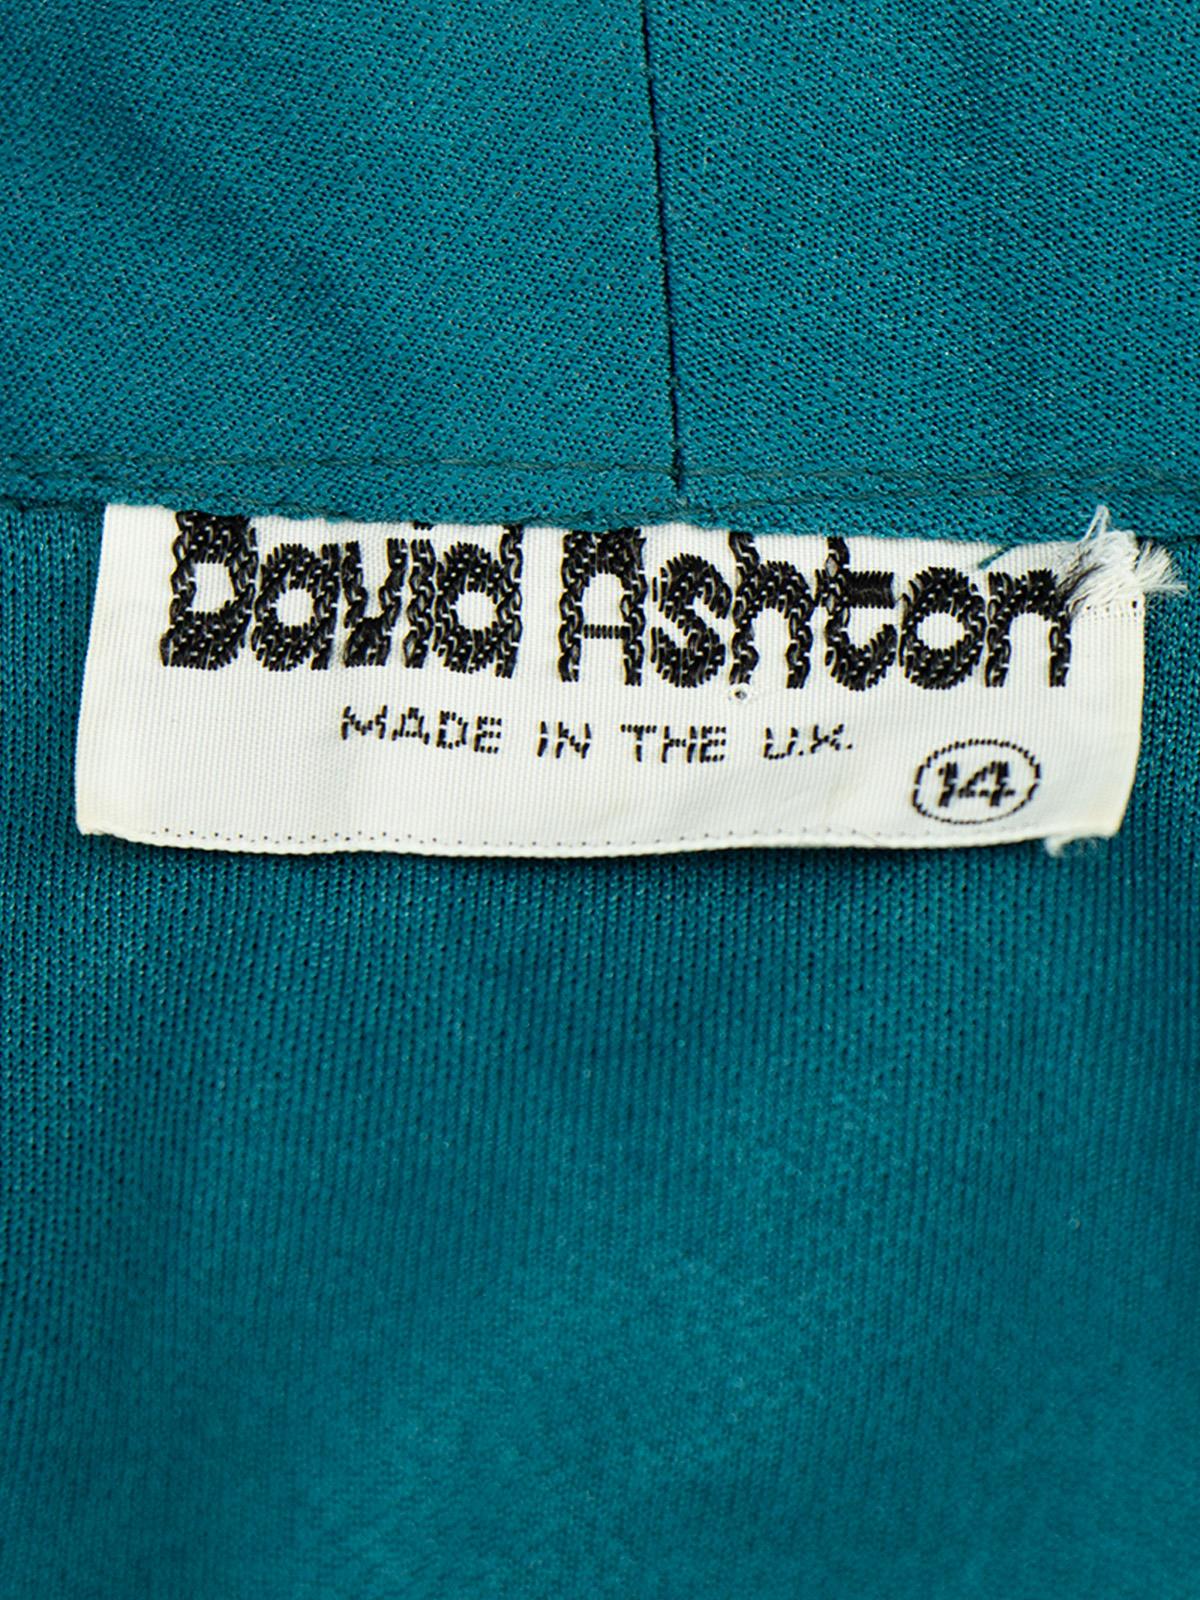 David Ashton
MADE IN THE U.K.
14